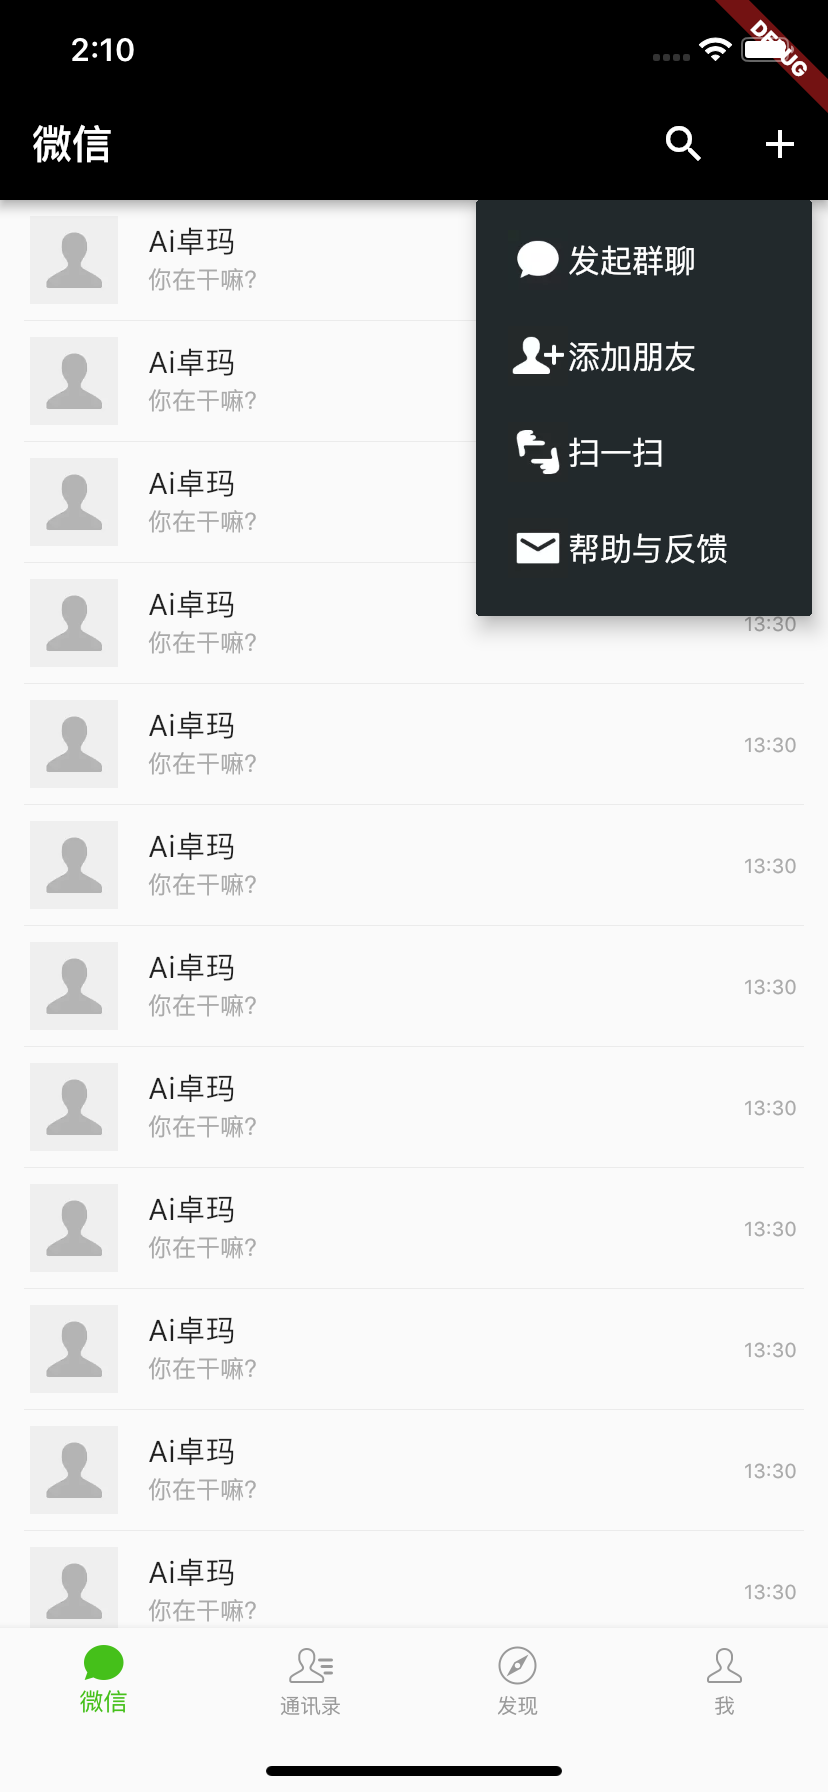 2:10
DEBUG
微信
Ai卓玛
你在干嘛?
发起群聊
Ai卓玛
你在干嘛?
添加朋友
Ai卓玛
你在干嘛?
扫一扫
Ai卓玛
你在干嘛?
帮助与反馈
13:30
Ai卓玛
你在干嘛?
13:30
Ai卓玛
你在干嘛?
13:30
Ai卓玛
你在干嘛?
13:30
Ai卓玛
你在干嘛?
13:30
Ai卓玛
你在干嘛?
13:30
Ai卓玛
你在干嘛?
13:30
Ai卓玛
你在干嘛?
13:30
Ai卓玛
你在干嘛?
13:30
微信
通讯录
发现
我